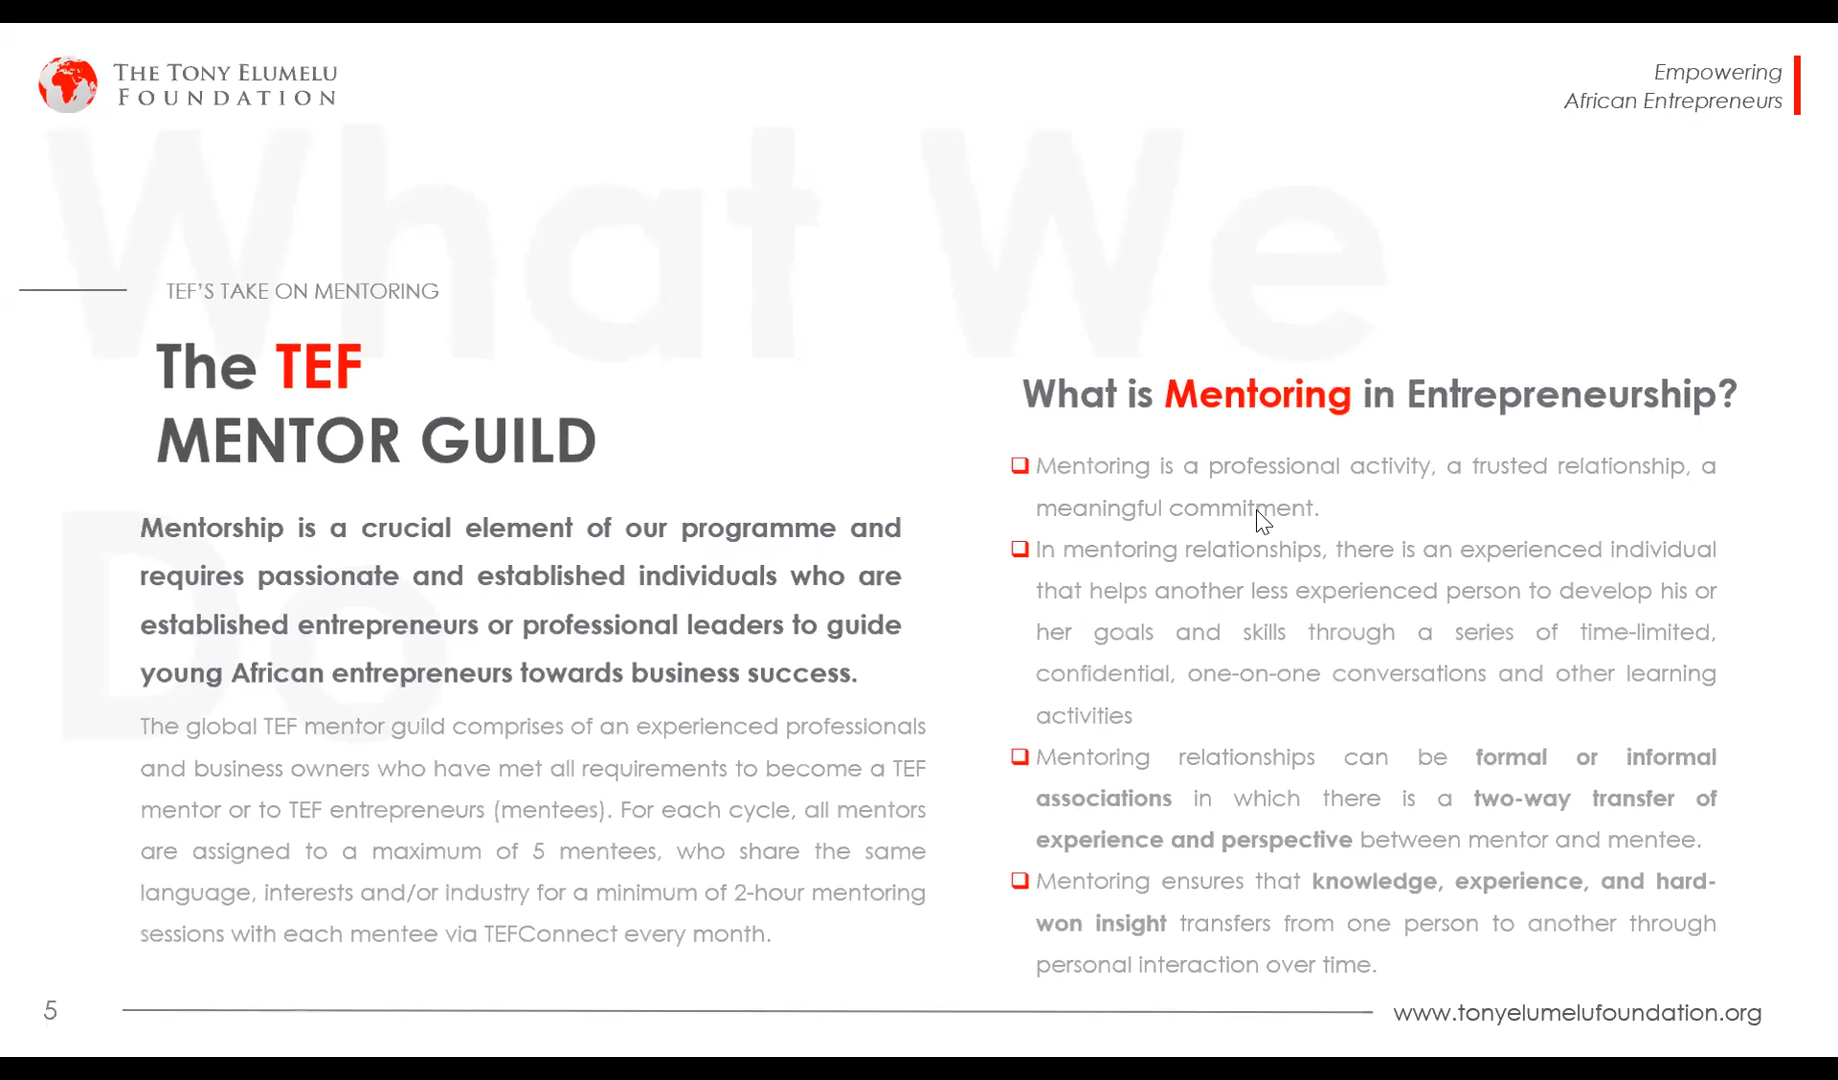 THE TONY ELUMELU
FOUNDATION
Empowering
African Entrepreneurs
What We
Do
TEF'S TAKE ON MENTORING
The TEF
MENTOR GUILD
Mentorship is a crucial element of our programme and
requires passionate and established individuals who are
established entrepreneurs or professional leaders to guide
young African entrepreneurs towards business success.
The global TEF mentor guild comprises of an experienced professionals
and business owners who have met all requirements to become a TEF
mentor or to TEF entrepreneurs (mentees). For each cycle, all mentors
are assigned to a maximum of 5 mentees, who share the same
language, interests and/or industry for a minimum of 2-hour mentoring
sessions with each mentee via TEFConnect every month.
What is Mentoring in Entrepreneurship?
❑ Mentoring is a professional activity, a trusted relationship, a
meaningful commitment.
❑ In mentoring relationships, there is an experienced individual
that helps another less experienced person to develop his or
her goals and skills through a series of time-limited,
confidential, one-on-one conversations and other learning
activities
❑ Mentoring relationships can be formal or informal
associations in which there is a two-way transfer of
experience and perspective between mentor and mentee.
❑ Mentoring ensures that knowledge, experience, and hard-
won insight transfers from one person to another through
personal interaction over time.
5
www.tonyelumelufoundation.org